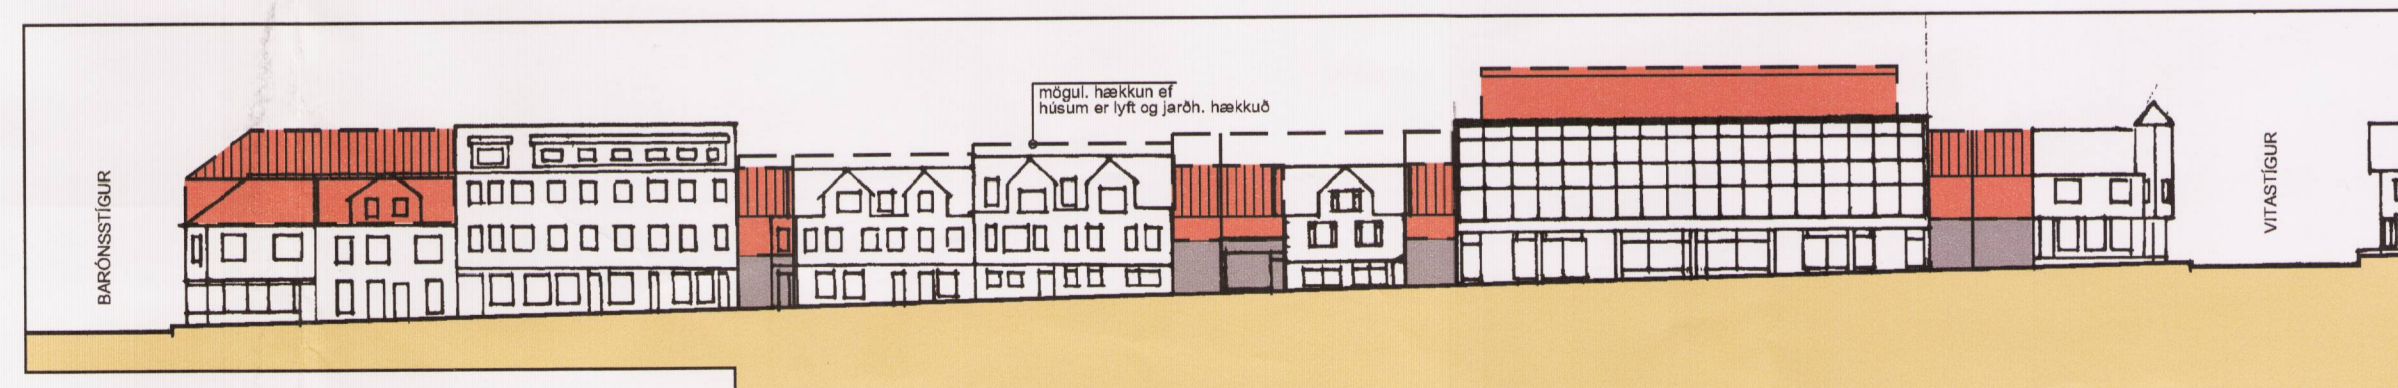 BARÓNSSTÍGUR
mögul. hækkun ef
húsum er lyft og jarðh. hækkuð
VITASTÍGUR